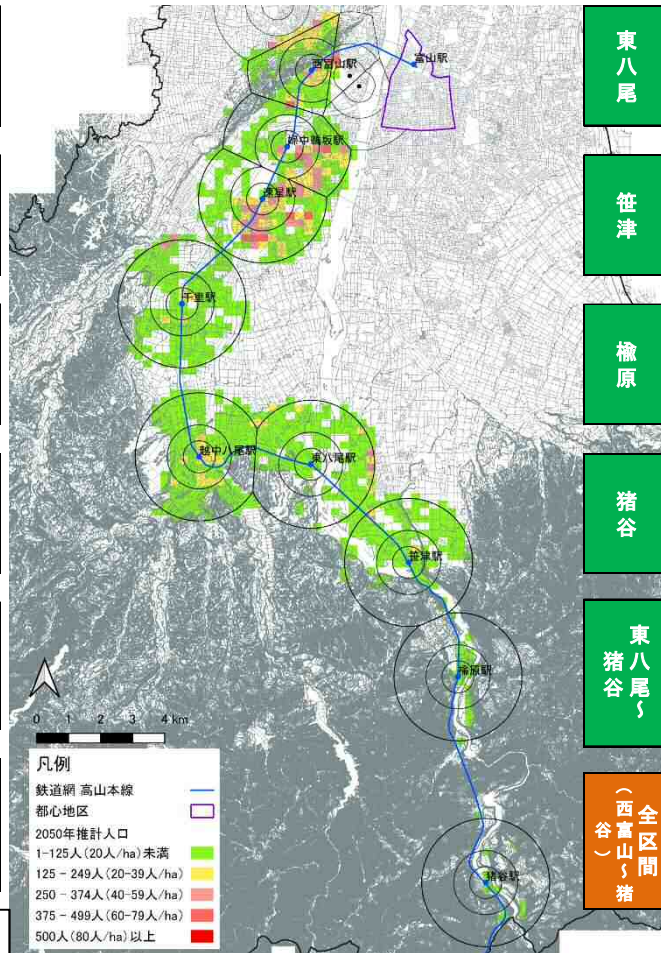 富山駅
西富山駅
婦中鵜坂駅
速星駅
千里駅
越中八尾駅
東八尾駅
笹津駅
楡原駅
猪谷駅
0 1 2 3 4 km
凡例
鉄道網 高山本線
都心地区
2050年推計人口
1-125人(20人/ha)未満
125 - 249人(20-39人/ha)
250 - 374人(40-59人/ha)
375 - 499人(60-79人/ha)
500人(80人/ha)以上
東八尾
笹津
楡原
猪谷
東八尾~
猪谷
全区間
(西富山~猪
谷)